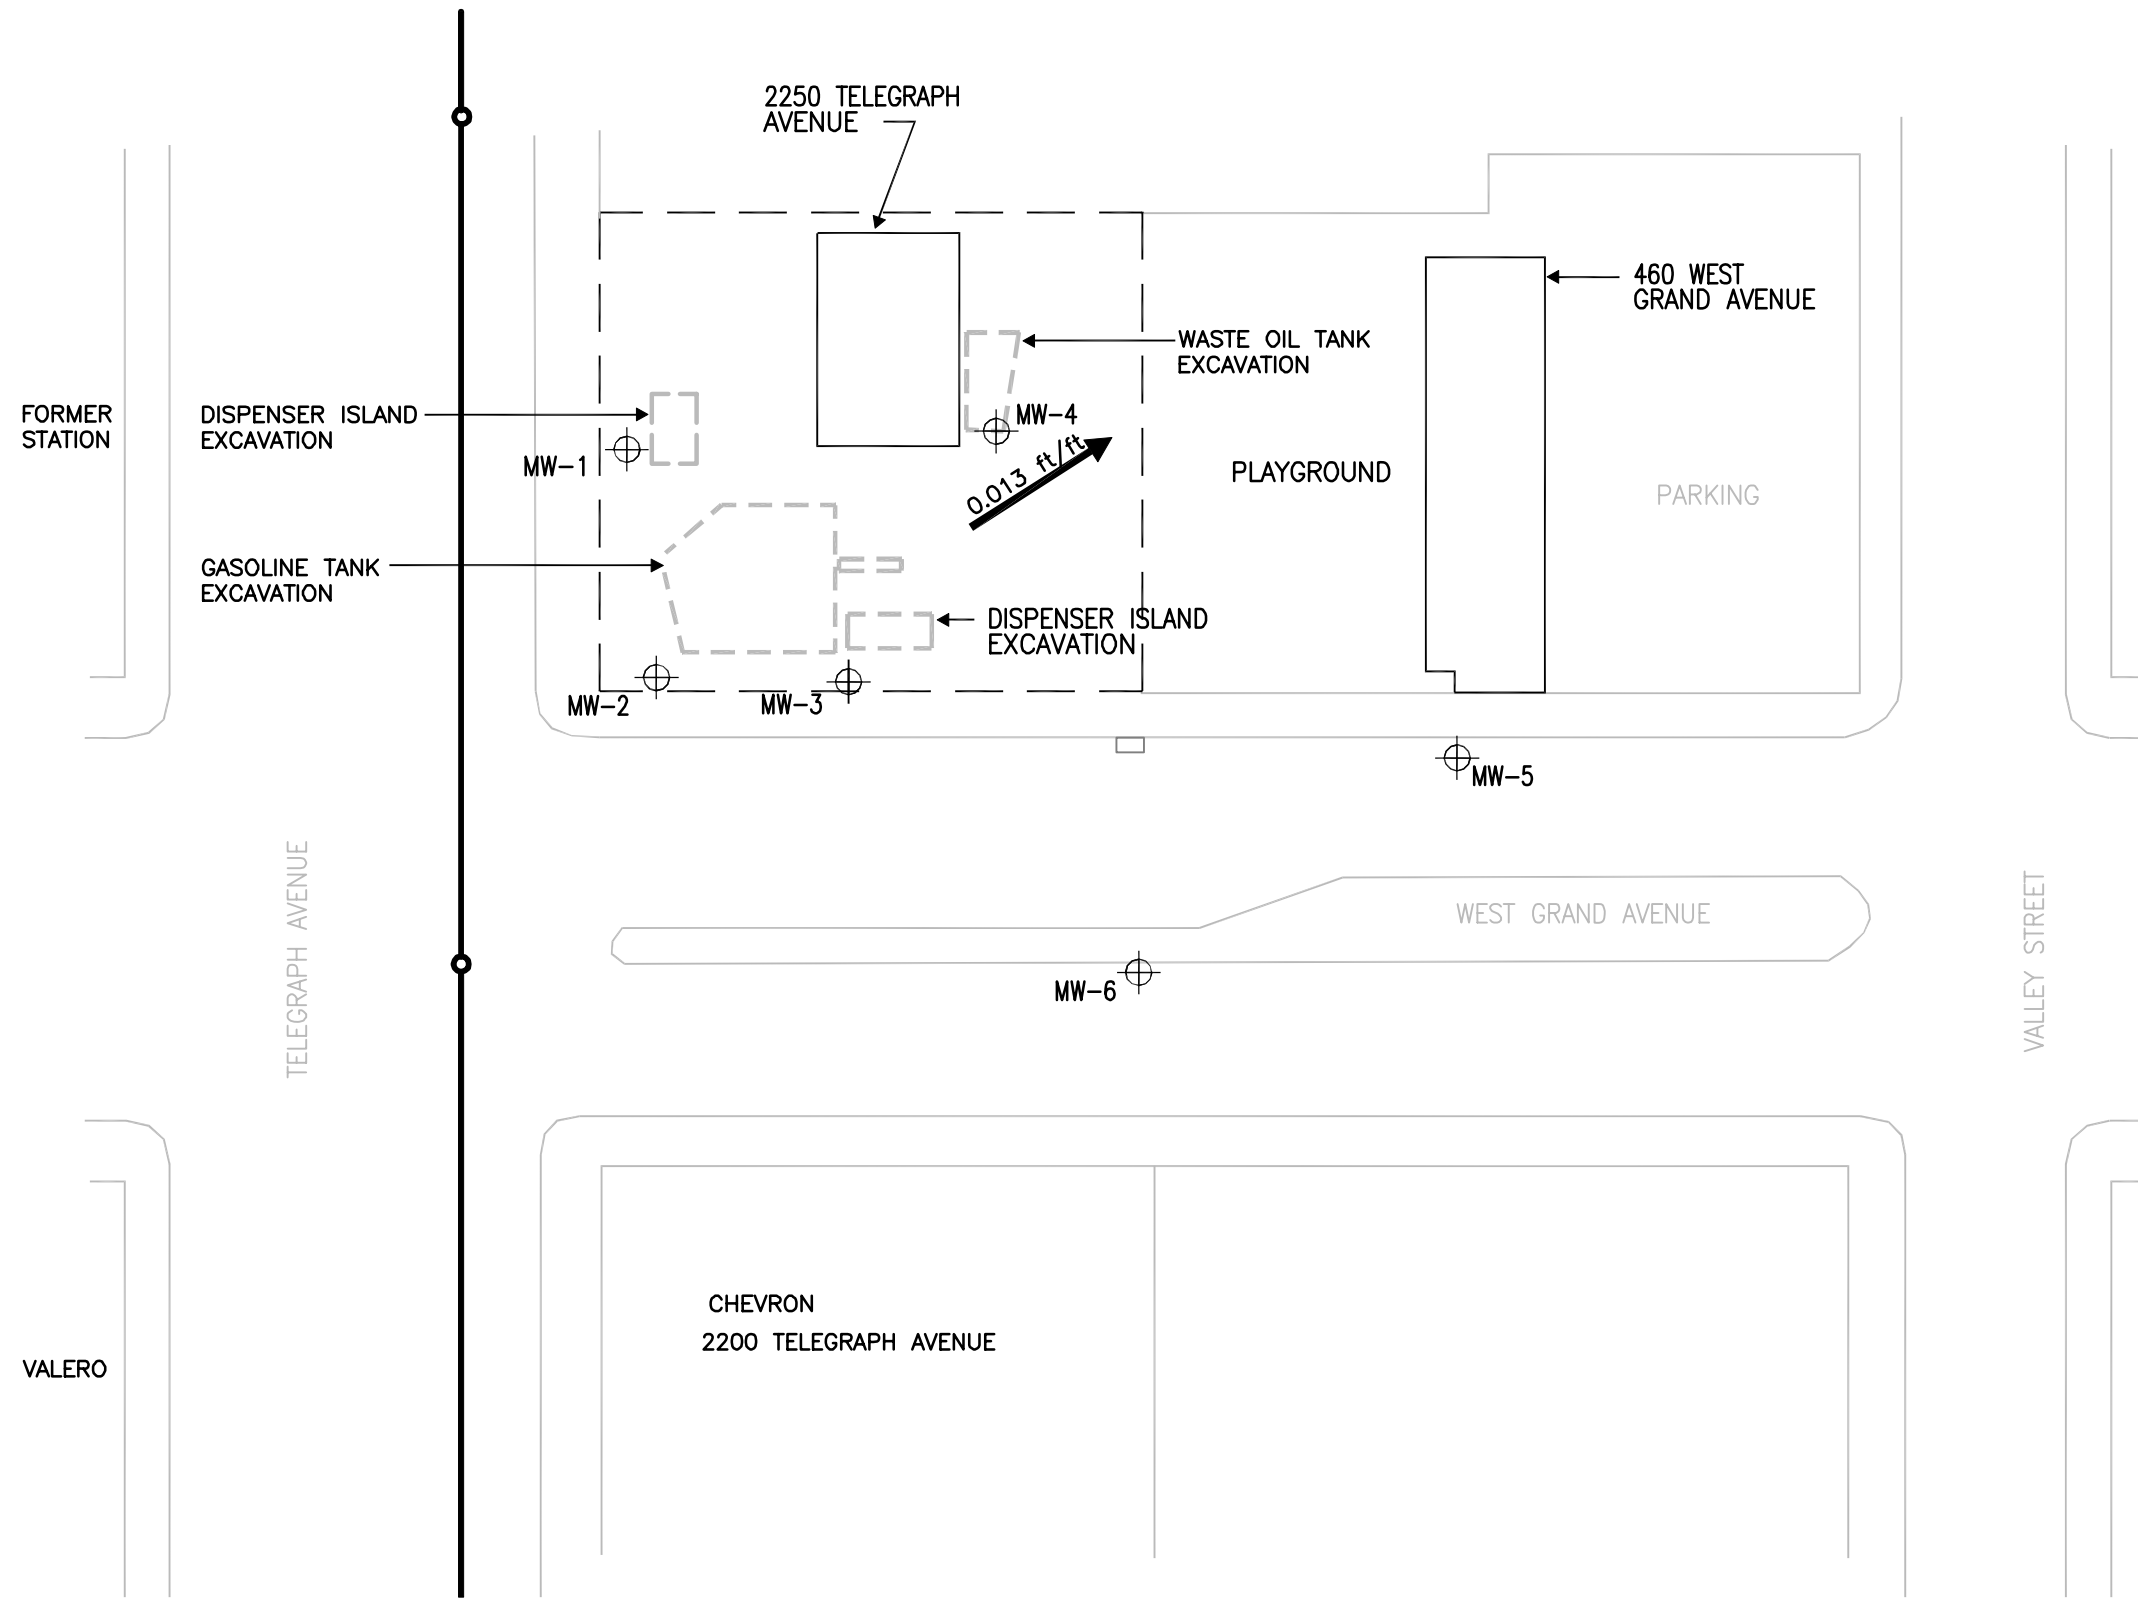 2250 TELEGRAPH
AVENUE
460 WEST
GRAND AVENUE
WASTE OIL TANK
EXCAVATION
FORMER
STATION
DISPENSER ISLAND
EXCAVATION
MW-1
MW-4
0.013 ft/ft
PLAYGROUND
PARKING
GASOLINE TANK
EXCAVATION
DISPENSER ISLAND
EXCAVATION
MW-2
MW-3
MW-5
TELEGRAPH AVENUE
WEST GRAND AVENUE
VALLEY STREET
MW-6
CHEVRON
2200 TELEGRAPH AVENUE
VALERO